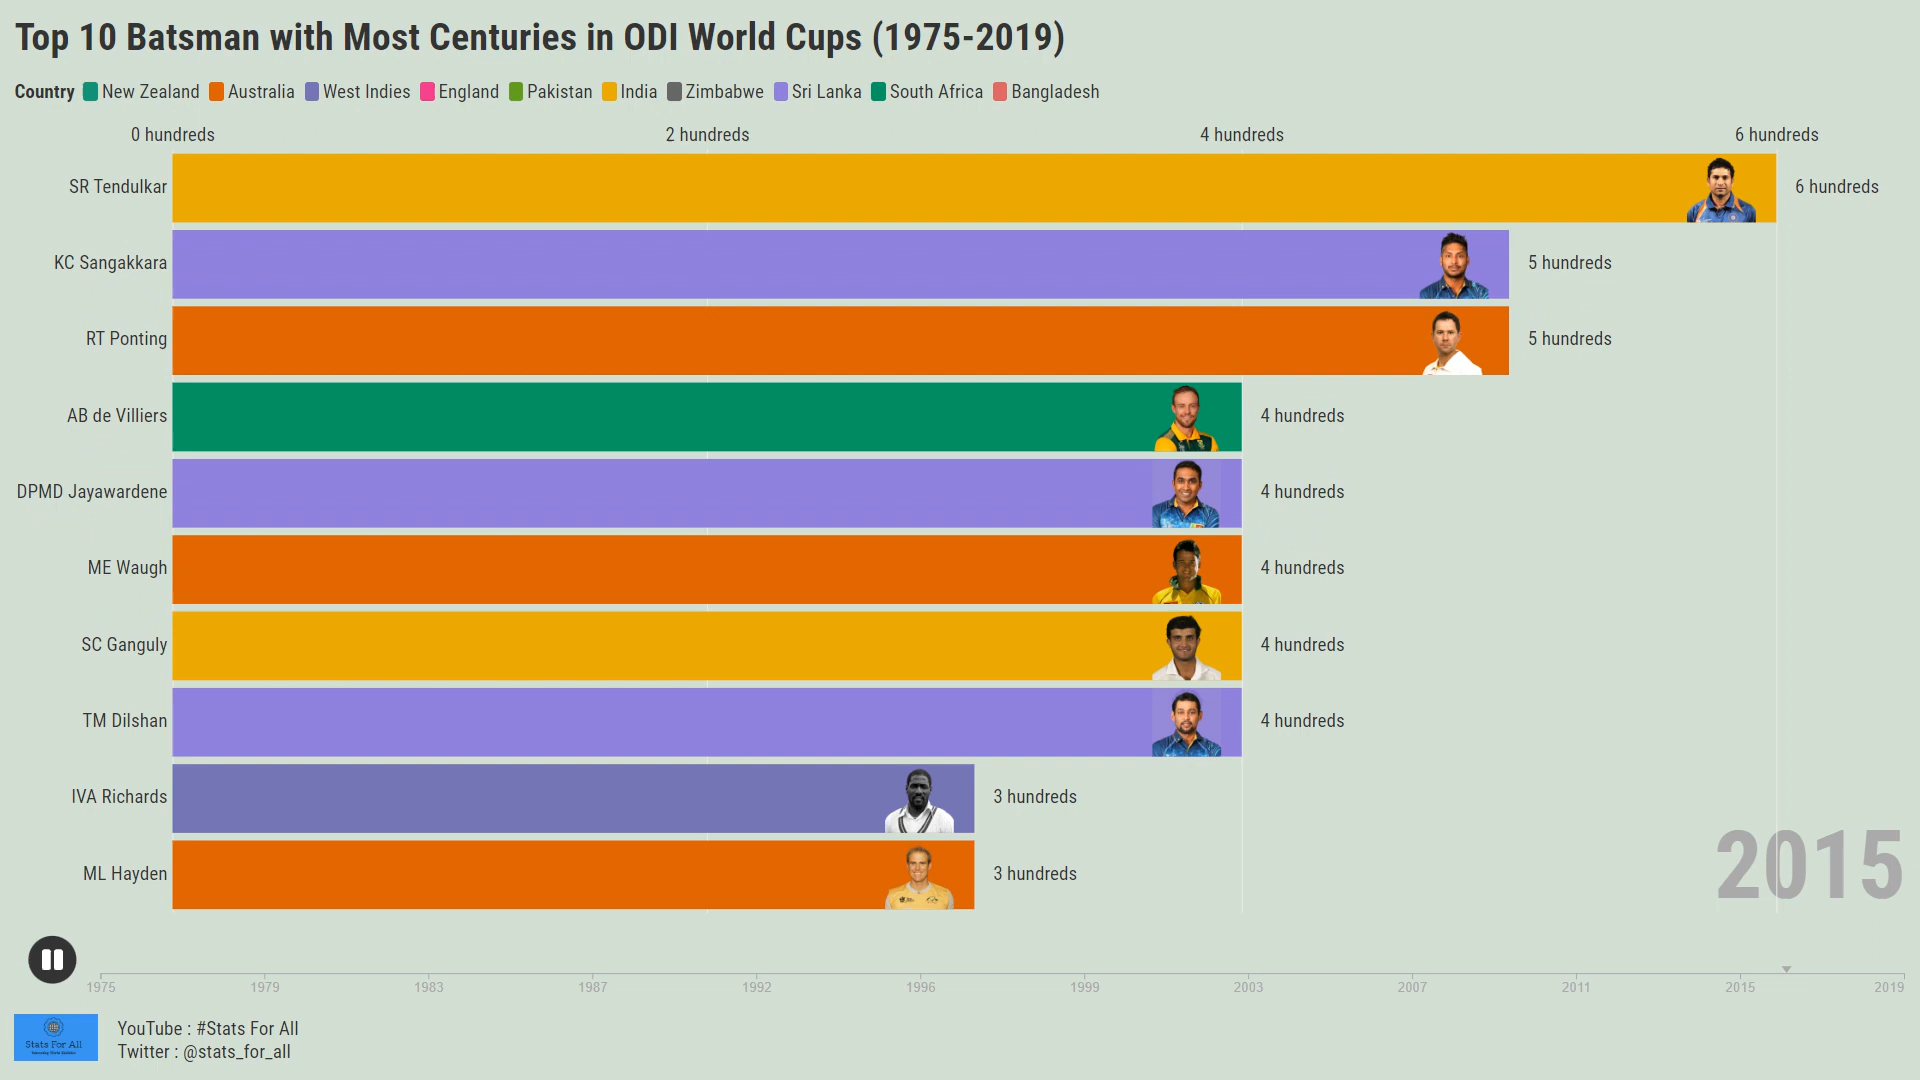 Top 10 Batsman with Most Centuries in ODI World Cups (1975-2019)
Country New Zealand Australia West Indies England Pakistan India Zimbabwe Sri Lanka South Africa Bangladesh
0 hundreds 2 hundreds 4 hundreds 6 hundreds
SR Tendulkar 6 hundreds
KC Sangakkara 5 hundreds
RT Ponting 5 hundreds
AB de Villiers 4 hundreds
DPMD Jayawardene 4 hundreds
ME Waugh 4 hundreds
SC Ganguly 4 hundreds
TM Dilshan 4 hundreds
IVA Richards 3 hundreds
ML Hayden 3 hundreds
2015
1975 1979 1983 1987 1992 1996 1999 2003 2007 2011 2015 2019
Stats For All
YouTube : #Stats For All
Twitter : @stats_for_all